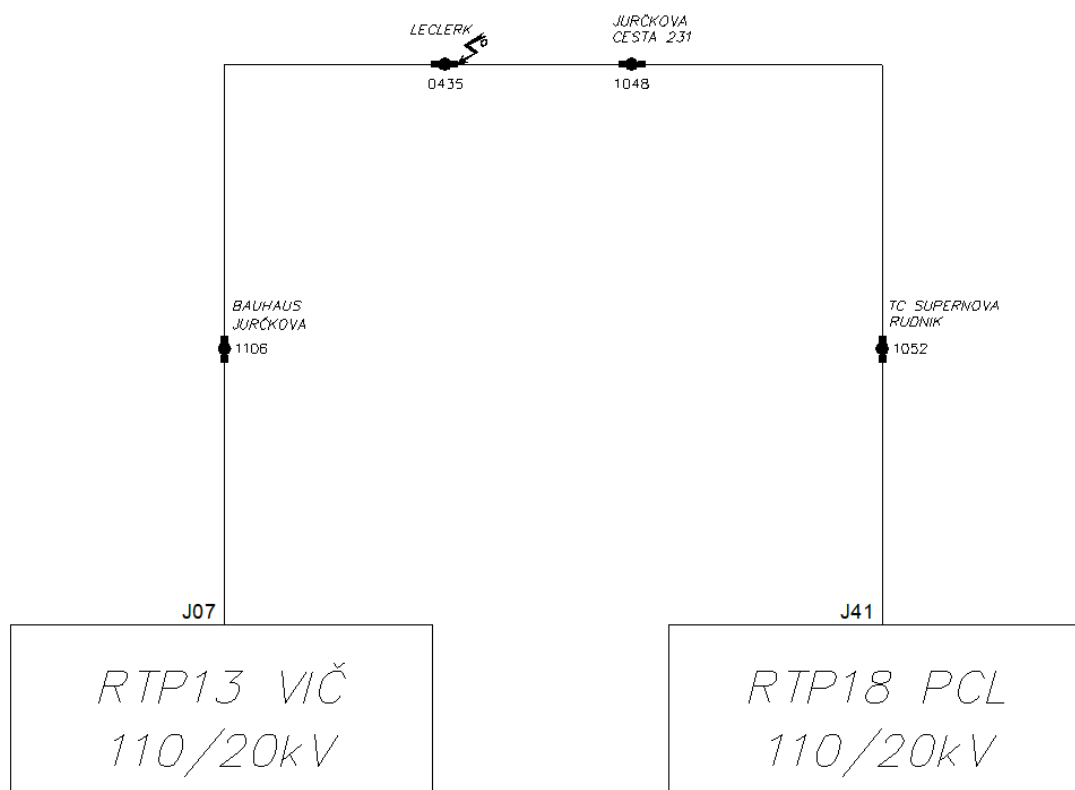 LECLERK
0435
JURČKOVA
CESTA 231
1048
BAUHAUS
JURČKOVA
1106
TC SUPERNOVA
RUDNIK
1052
J07
J41
RTP13 VIČ
110/20kV
RTP18 PCL
110/20kV